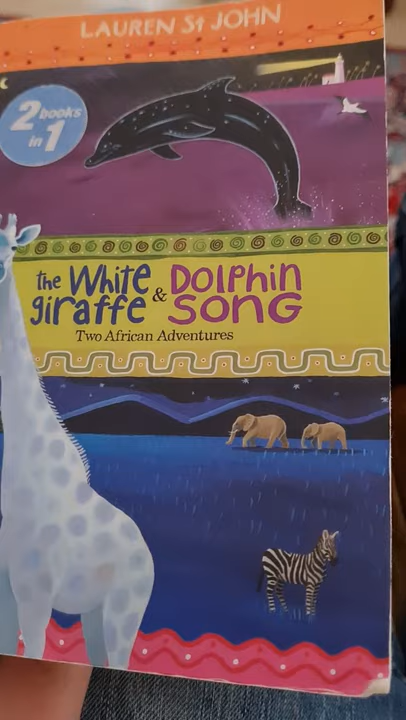 LAUREN St JOHN
2 books
in 1
the White
giraffe
&
DOLPHIN
SONG
Two African Adventures